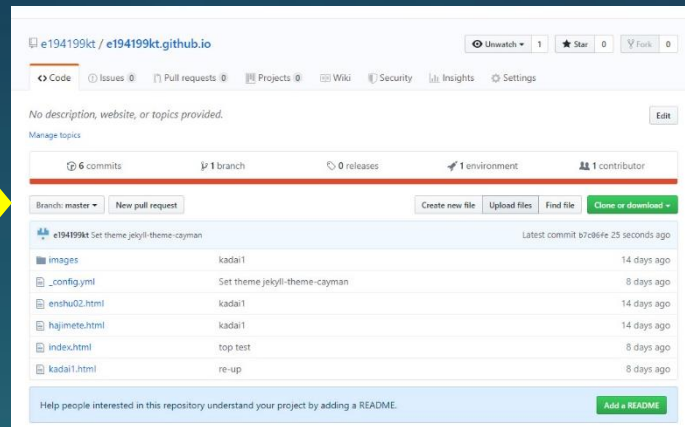 e194199kt / e194199kt.github.io
Unwatch 1 Star 0 Fork 0
Code Issues 0 Pull requests 0 Projects 0 Wiki Security Insights Settings
No description, website, or topics provided. Edit
Manage topics
6 commits 1 branch 0 releases 1 environment 1 contributor
Branch: master New pull request Create new file Upload files Find file Clone or download
e194199kt Set theme jekyll-theme-cayman Latest commit b7c06fe 25 seconds ago
images kadai1 14 days ago
_config.yml Set theme jekyll-theme-cayman 8 days ago
enshu02.html kadai1 14 days ago
hajimete.html kadai1 14 days ago
index.html top test 8 days ago
kadai1.html re-up 8 days ago
Help people interested in this repository understand your project by adding a README. Add a README